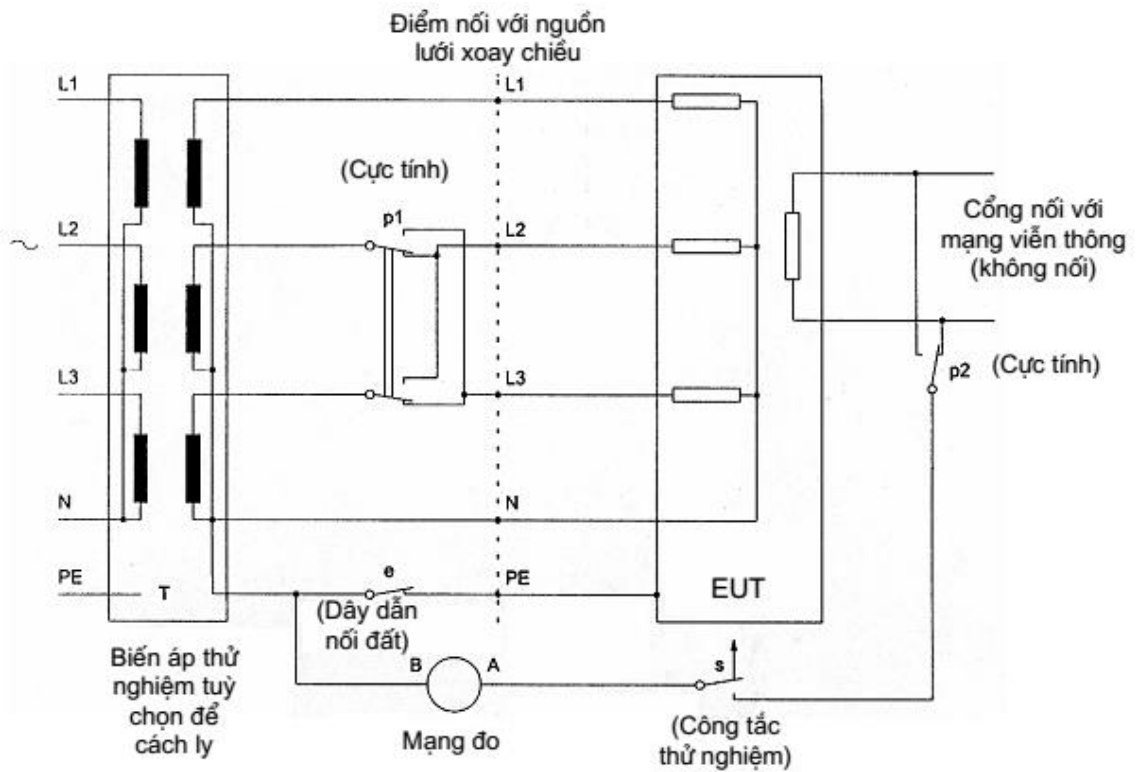 Điểm nối với nguồn
lưới xoay chiều
L1
L1
(Cực tính)
p1
L2
L2
Cổng nối với
mạng viễn thông
(không nối)
L3
L3
p2
(Cực tính)
N
N
PE
T
e
PE
EUT
(Dây dẫn
nối đất)
B
A
s
Biến áp thử
nghiệm tuỳ
chọn để
cách ly
Mạng đo
(Công tắc
thử nghiệm)